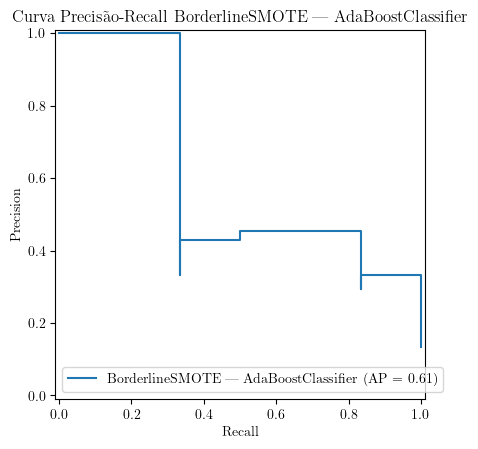 Curva Precisão-Recall BorderlineSMOTE — AdaBoostClassifier
1.0
0.8
0.6
0.4
0.2
0.0
Precision
BorderlineSMOTE — AdaBoostClassifier (AP = 0.61)
0.0 0.2 0.4 0.6 0.8 1.0
Recall